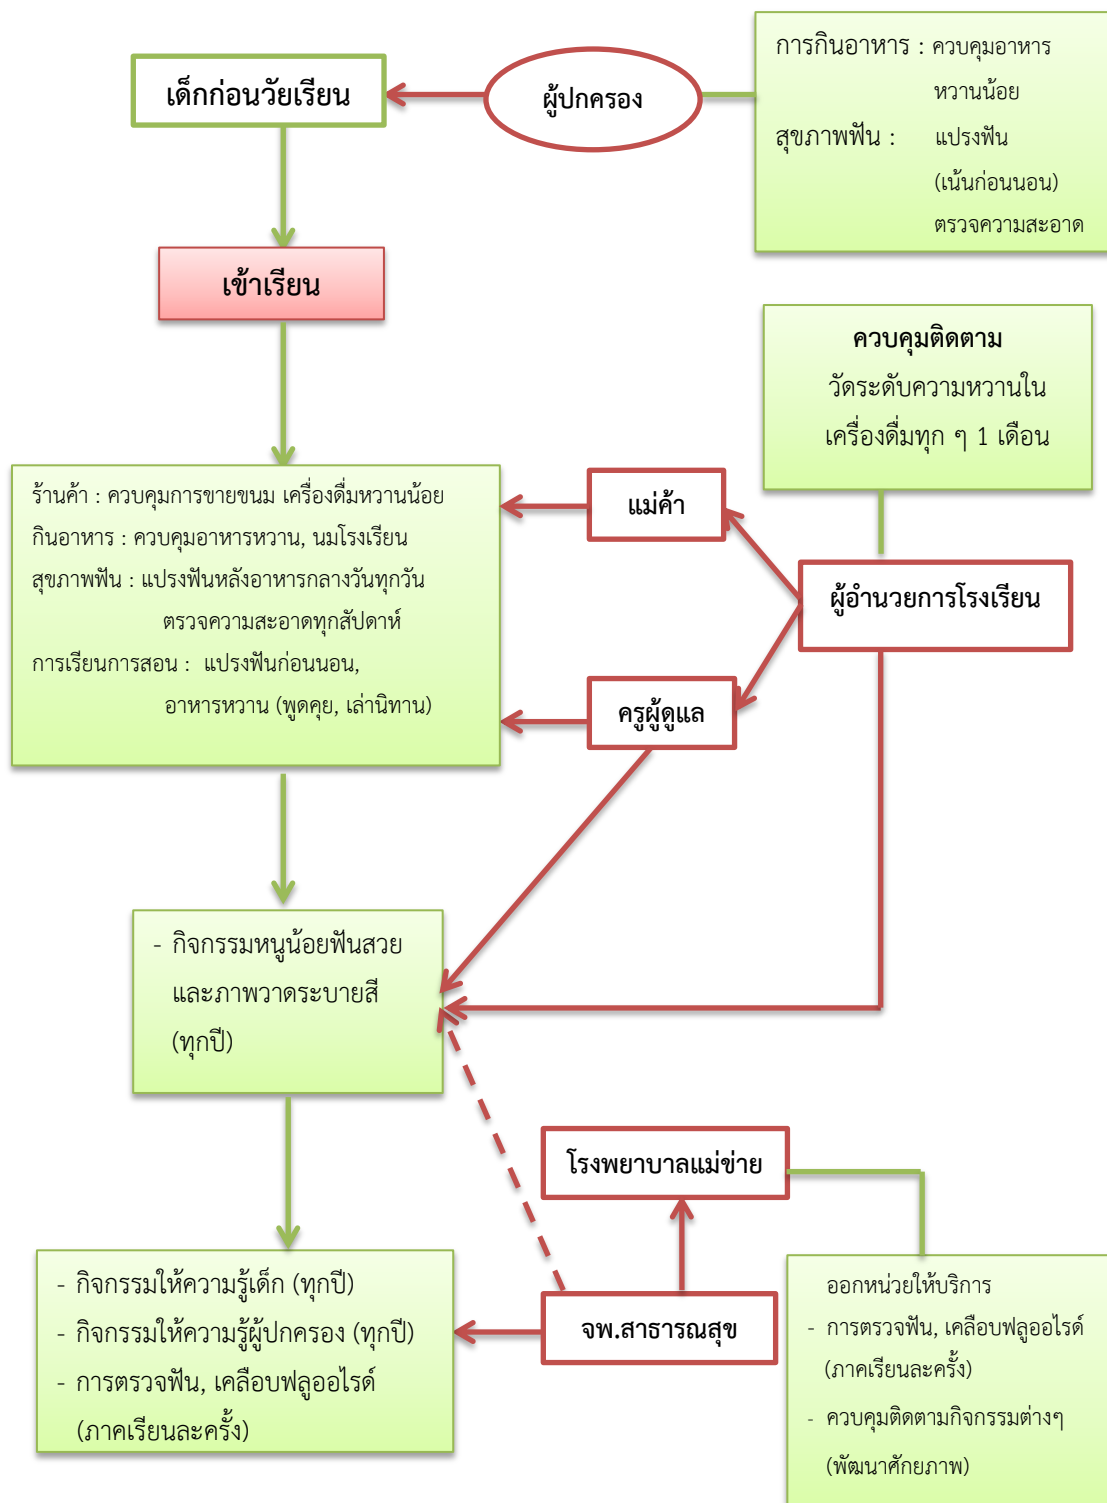 เด็กก่อนวัยเรียน
ผู้ปกครอง
การกินอาหาร : ควบคุมอาหาร
หวานน้อย
สุขภาพฟัน : แปรงฟัน
(เน้นก่อนนอน)
ตรวจความสะอาด
เข้าเรียน
ควบคุมติดตาม
วัดระดับความหวานใน
เครื่องดื่มทุก ๆ 1 เดือน
ร้านค้า : ควบคุมการขายขนม เครื่องดื่มหวานน้อย
กินอาหาร : ควบคุมอาหารหวาน, นมโรงเรียน
สุขภาพฟัน : แปรงฟันหลังอาหารกลางวันทุกวัน
ตรวจความสะอาดทุกสัปดาห์
การเรียนการสอน : แปรงฟันก่อนนอน,
อาหารหวาน (พูดคุย, เล่านิทาน)
แม่ค้า
ผู้อำนวยการโรงเรียน
ครูผู้ดูแล
- กิจกรรมหนูน้อยฟันสวย
และภาพวาดระบายสี
(ทุกปี)
โรงพยาบาลแม่ข่าย
- กิจกรรมให้ความรู้เด็ก (ทุกปี)
- กิจกรรมให้ความรู้ผู้ปกครอง (ทุกปี)
- การตรวจฟัน, เคลือบฟลูออไรด์
(ภาคเรียนละครั้ง)
จพ.สาธารณสุข
ออกหน่วยให้บริการ
- การตรวจฟัน, เคลือบฟลูออไรด์
(ภาคเรียนละครั้ง)
- ควบคุมติดตามกิจกรรมต่างๆ
(พัฒนาศักยภาพ)